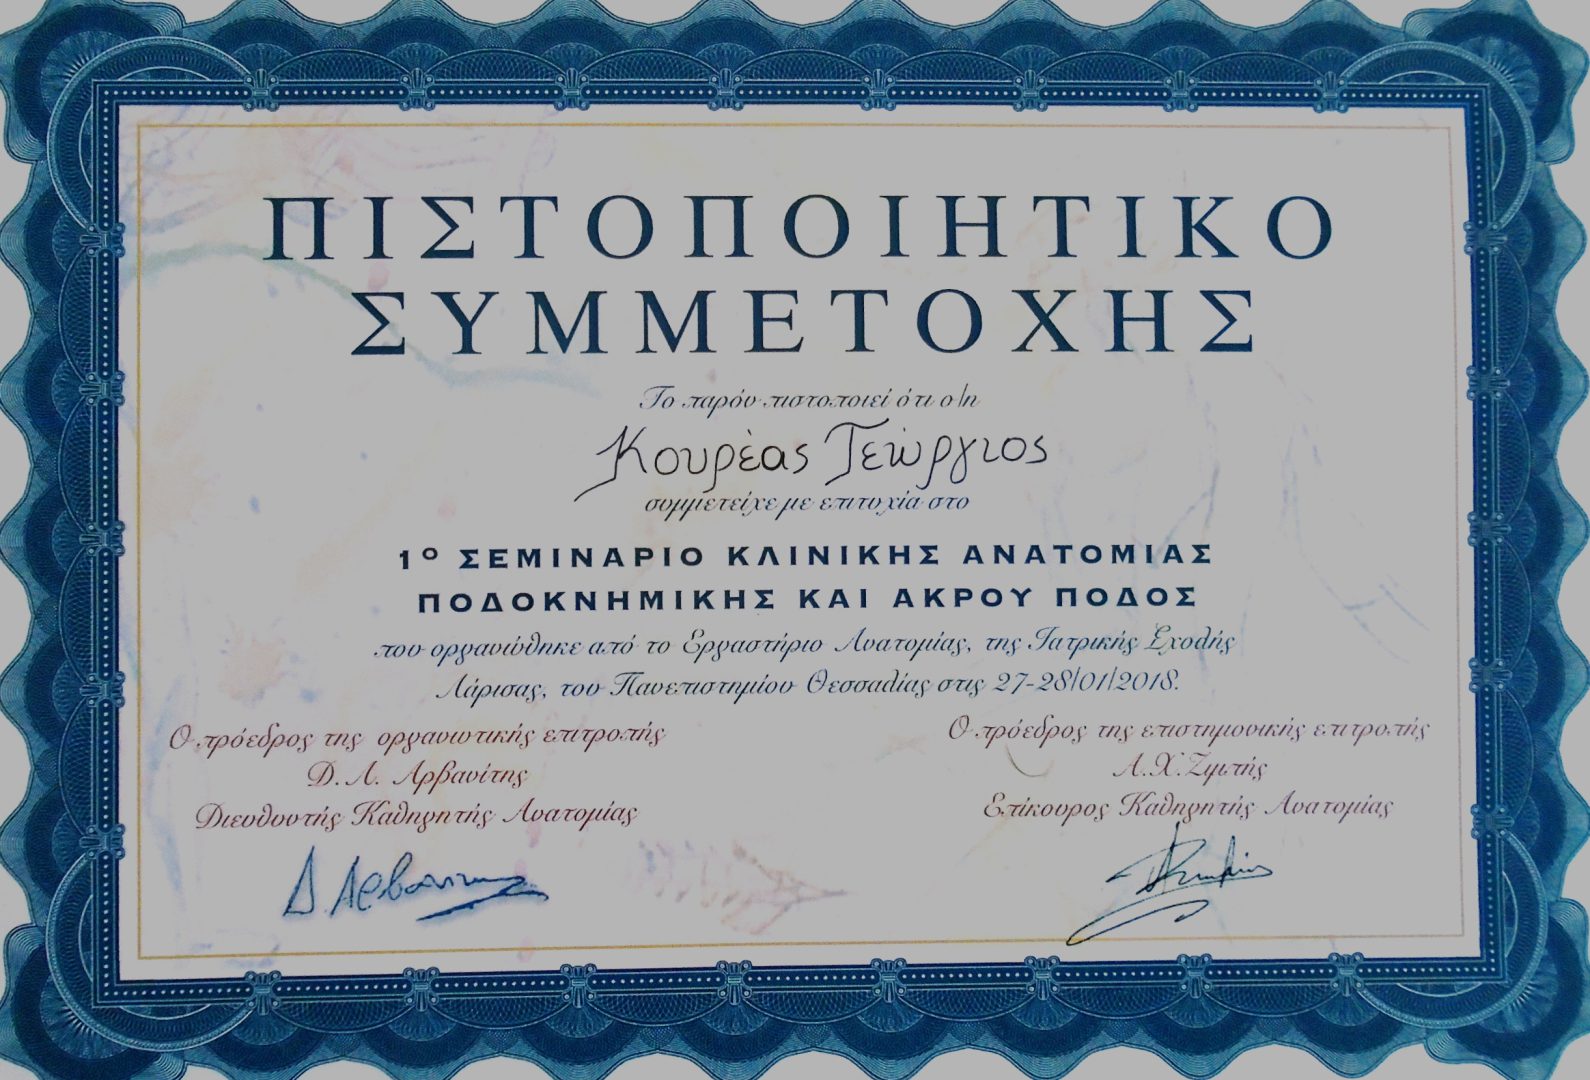 ΠΙΣΤΟΠΟΙΗΤΙΚΟ
ΣΥΜΜΕΤΟΧΗΣ
Το παρόν πιστοποιεί ότι ο/η
Κουρέας Γεώργιος
συμμετείχε με επιτυχία στο
1º ΣΕΜΙΝΑΡΙΟ ΚΛΙΝΙΚΗΣ ΑΝΑΤΟΜΙΑΣ
ΠΟΔΟΚΝΗΜΙΚΗΣ ΚΑΙ ΑΚΡΟΥ ΠΟΔΟΣ
που οργανώθηκε από το Εργαστήριο Ανατομίας, της Ιατρικής Σχολής
Λάρισας, του Πανεπιστημίου Θεσσαλίας στις 27-28/01/2018.
Ο πρόεδρος της οργανωτικής επιτροπής
Δ. Λ. Αρβανίτης
Διευθυντής Καθηγητής Ανατομίας
Δ. Αρβανίτης
Ο πρόεδρος της επιστημονικής επιτροπής
Α.Χ. Ζιμπής
Επίκουρος Καθηγητής Ανατομίας